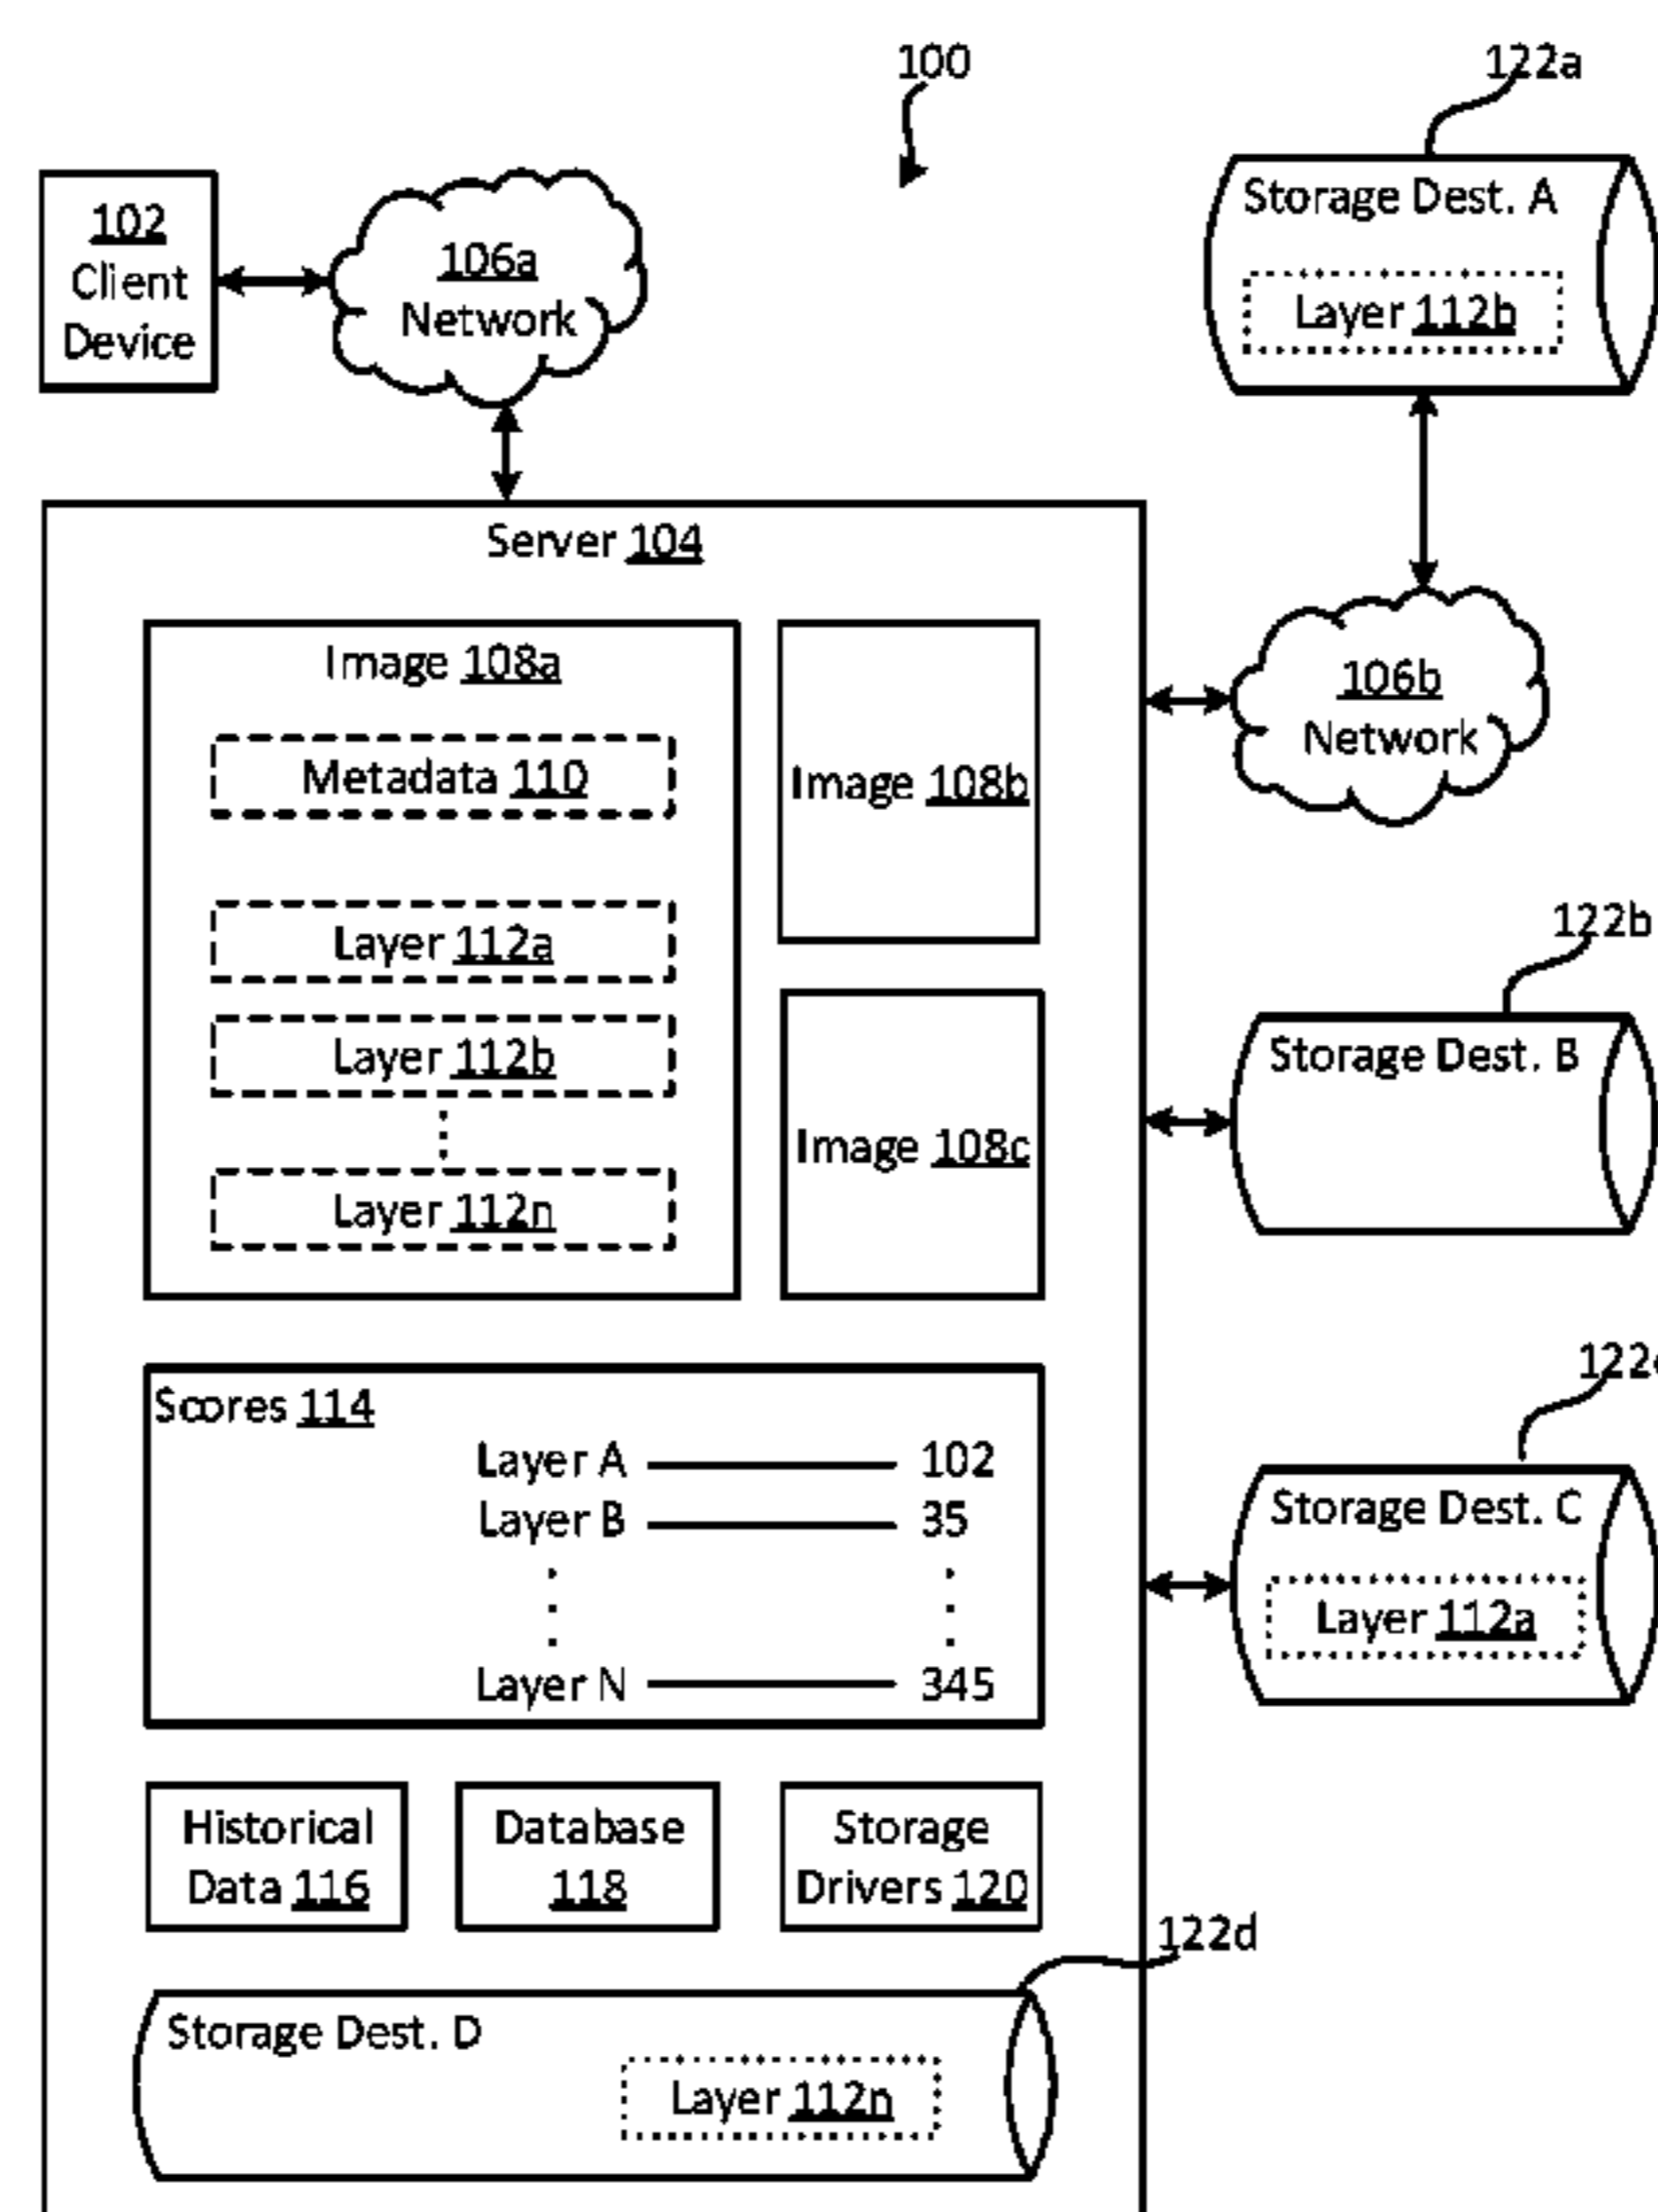 100
122a
102
Client
Device
106a
Network
Storage Dest. A
Layer 112b
Server 104
Image 108a
Metadata 110
Layer 112a
Layer 112b
Layer 112n
Image 108b
Image 108c
106b
Network
122b
Storage Dest. B
Scores 114
Layer A 102
Layer B 35
Layer N 345
122c
Storage Dest. C
Layer 112a
Historical
Data 116
Database
118
Storage
Drivers 120
122d
Storage Dest. D
Layer 112n